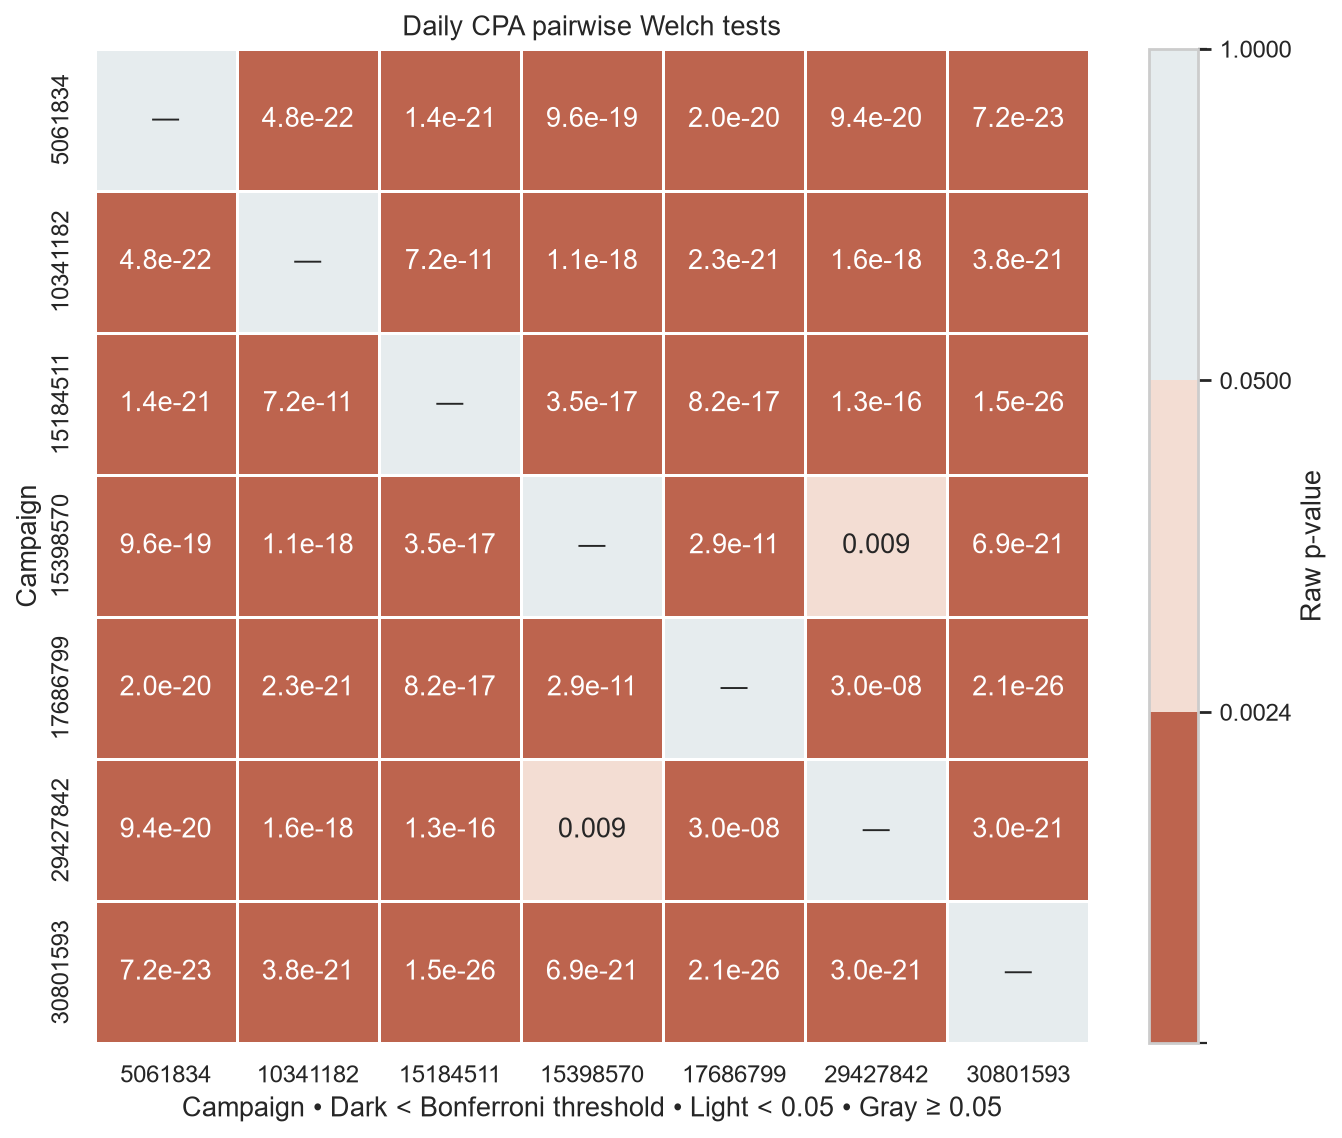 Daily CPA pairwise Welch tests
5061834 — 4.8e-22 1.4e-21 9.6e-19 2.0e-20 9.4e-20 7.2e-23
10341182 4.8e-22 — 7.2e-11 1.1e-18 2.3e-21 1.6e-18 3.8e-21
15184511 1.4e-21 7.2e-11 — 3.5e-17 8.2e-17 1.3e-16 1.5e-26
15398570 9.6e-19 1.1e-18 3.5e-17 — 2.9e-11 0.009 6.9e-21
17686799 2.0e-20 2.3e-21 8.2e-17 2.9e-11 — 3.0e-08 2.1e-26
29427842 9.4e-20 1.6e-18 1.3e-16 0.009 3.0e-08 — 3.0e-21
30801593 7.2e-23 3.8e-21 1.5e-26 6.9e-21 2.1e-26 3.0e-21 —
Campaign
5061834 10341182 15184511 15398570 17686799 29427842 30801593
Campaign • Dark < Bonferroni threshold • Light < 0.05 • Gray ≥ 0.05
1.0000
0.0500
0.0024
Raw p-value